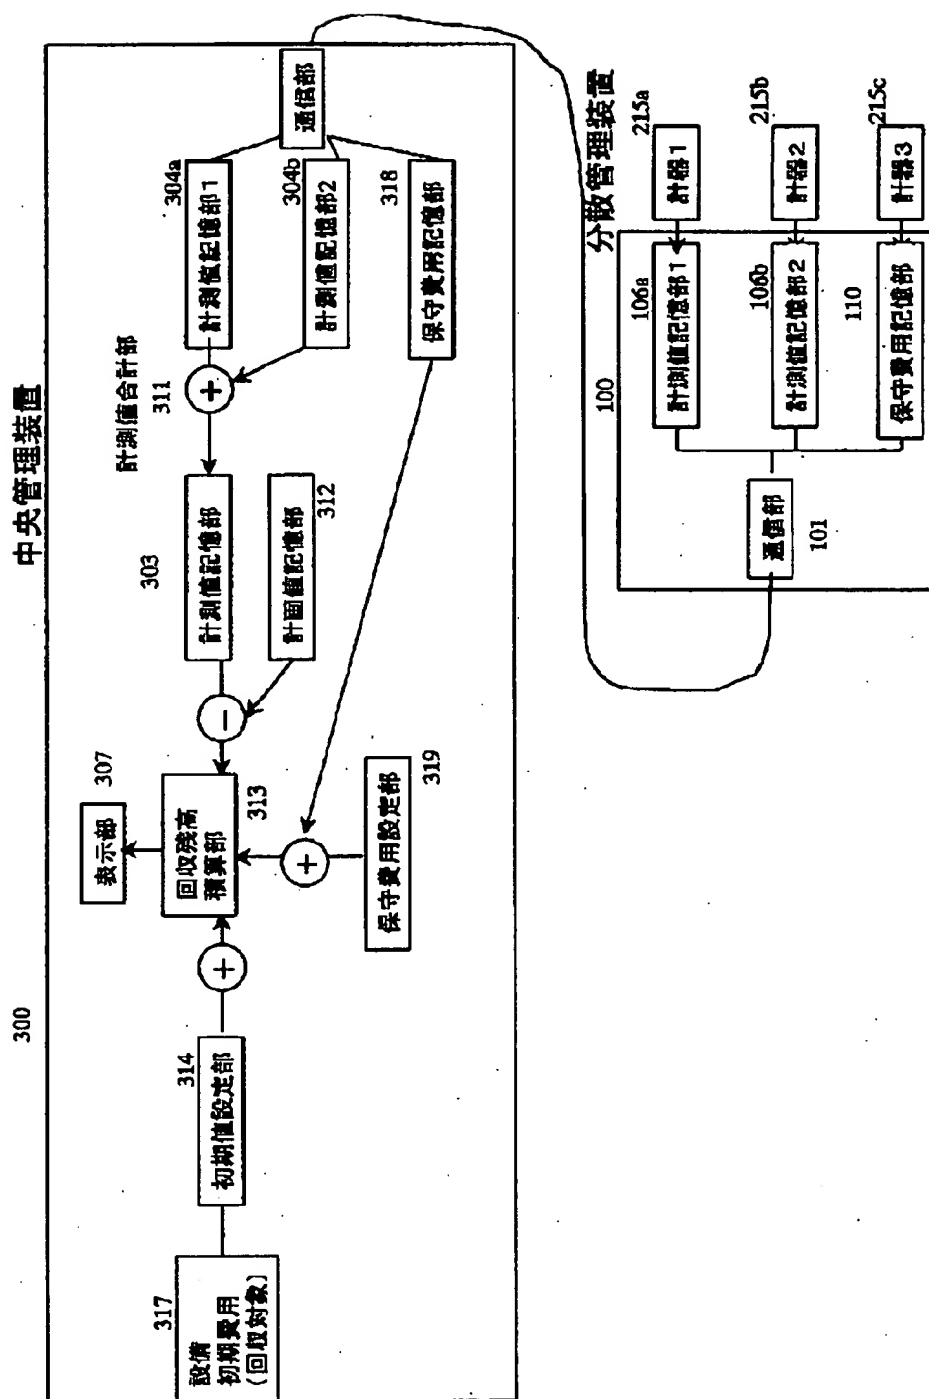 中央管理装置
300
317
設備
初期費用
(回収対象)
314
初期値設定部
+
表示部
307
回収残高
積算部
313
+
保守費用設定部
319
-
計測値記憶部
303
計画値記憶部
312
計測値合計部
311
+
計測値記憶部1
304a
計測値記憶部2
304b
保守費用記憶部
318
通信部
分散管理装置
100
通信部
101
計測値記憶部1
106a
計測値記憶部2
106b
保守費用記憶部
110
計器1
215a
計器2
215b
計器3
215c